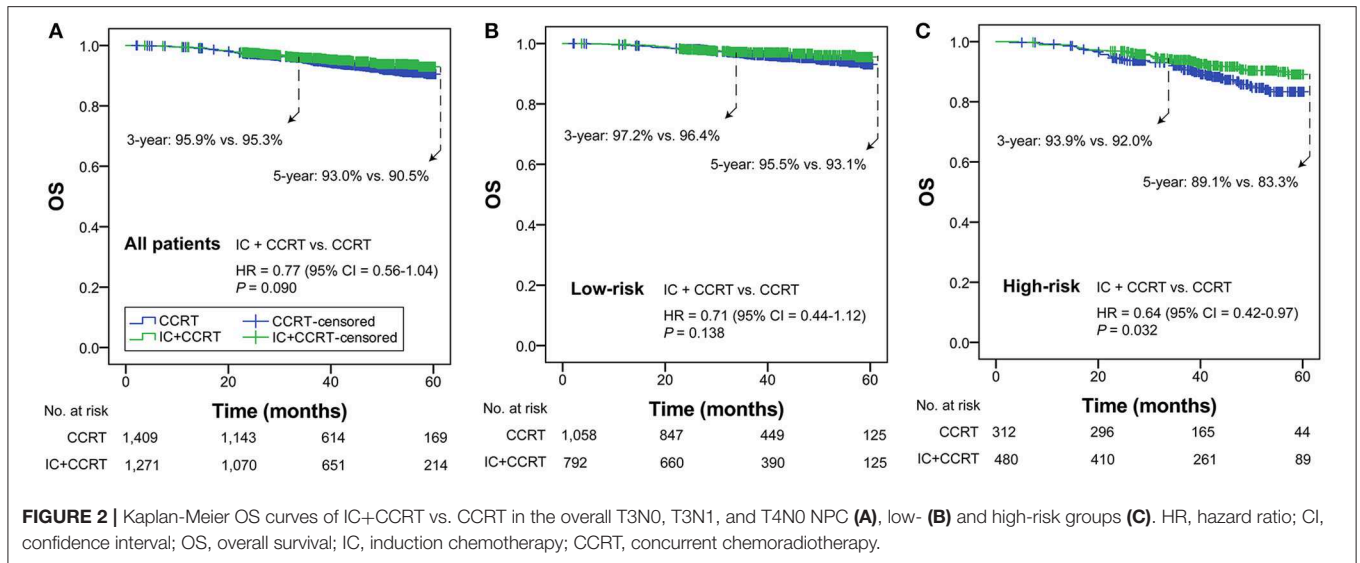 A
OS
1.0
0.8
0.6
0.4
0.2
0.0
3-year: 95.9% vs. 95.3%
5-year: 93.0% vs. 90.5%
All patients IC + CCRT vs. CCRT
HR = 0.77 (95% CI = 0.56-1.04)
P = 0.090
CCRT CCRT-censored
IC+CCRT IC+CCRT-censored
0 20 40 60
No. at risk Time (months)
CCRT 1,409 1,143 614 169
IC+CCRT 1,271 1,070 651 214
B
OS
1.0
0.8
0.6
0.4
0.2
0.0
3-year: 97.2% vs. 96.4%
5-year: 95.5% vs. 93.1%
Low-risk IC + CCRT vs. CCRT
HR = 0.71 (95% CI = 0.44-1.12)
P = 0.138
0 20 40 60
No. at risk Time (months)
CCRT 1,058 847 449 125
IC+CCRT 792 660 390 125
C
OS
1.0
0.8
0.6
0.4
0.2
0.0
3-year: 93.9% vs. 92.0%
5-year: 89.1% vs. 83.3%
High-risk IC + CCRT vs. CCRT
HR = 0.64 (95% CI = 0.42-0.97)
P = 0.032
0 20 40 60
No. at risk Time (months)
CCRT 312 296 165 44
IC+CCRT 480 410 261 89
FIGURE 2 | Kaplan-Meier OS curves of IC+CCRT vs. CCRT in the overall T3N0, T3N1, and T4N0 NPC (A), low- (B) and high-risk groups (C). HR, hazard ratio; CI,
confidence interval; OS, overall survival; IC, induction chemotherapy; CCRT, concurrent chemoradiotherapy.